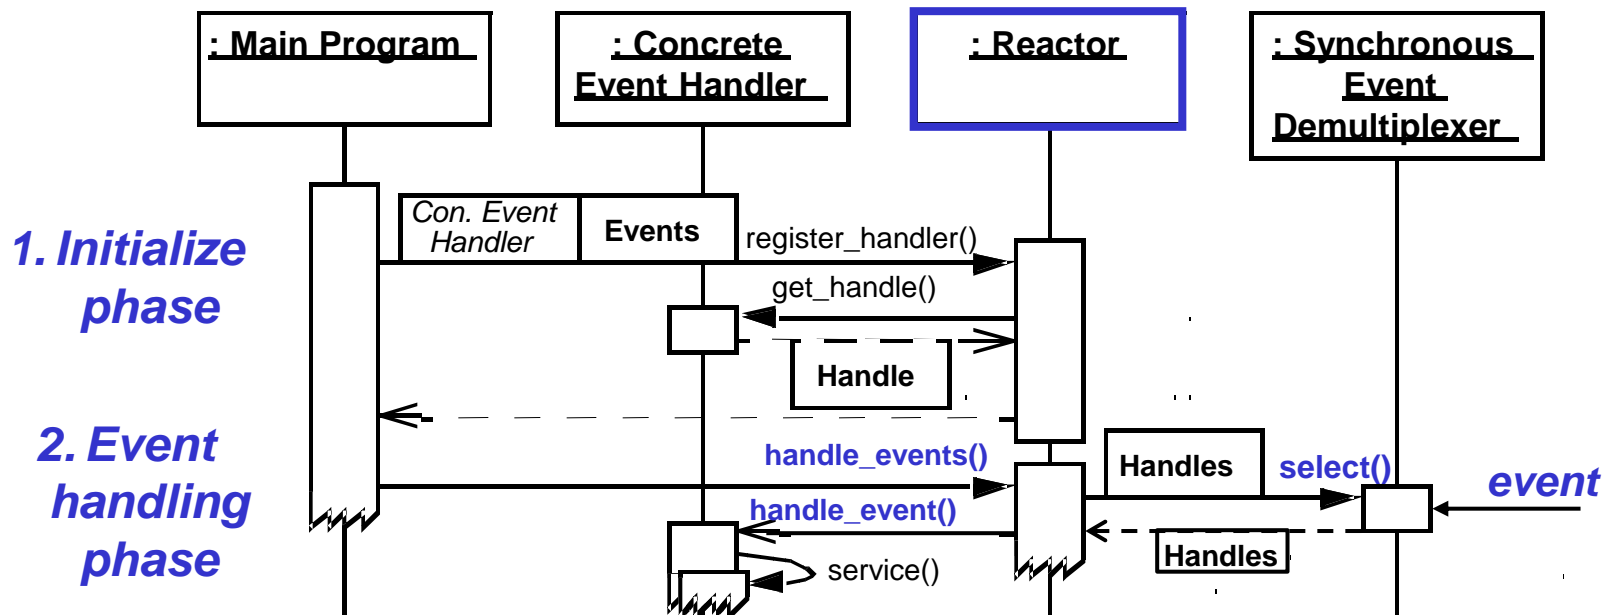 : Main Program
: Concrete
Event Handler
: Reactor
: Synchronous
Event
Demultiplexer
1. Initialize
phase
Con. Event
Handler
Events
register_handler()
get_handle()
Handle
2. Event
handling
phase
handle_events()
Handles
select()
event
handle_event()
Handles
service()